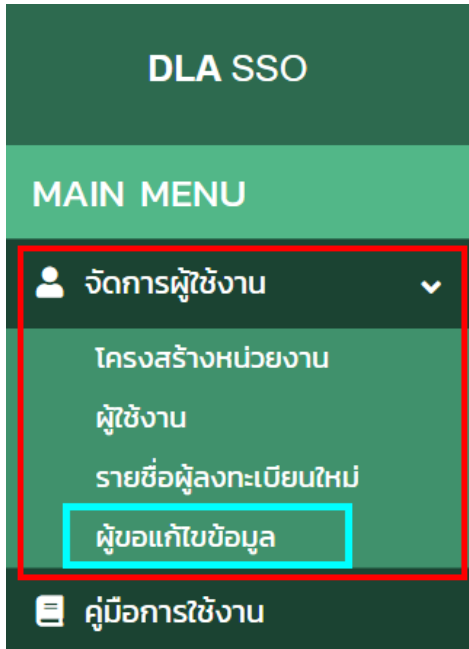 DLA SSO
MAIN MENU
จัดการผู้ใช้งาน
โครงสร้างหน่วยงาน
ผู้ใช้งาน
รายชื่อผู้ลงทะเบียนใหม่
ผู้ขอแก้ไขข้อมูล
คู่มือการใช้งาน